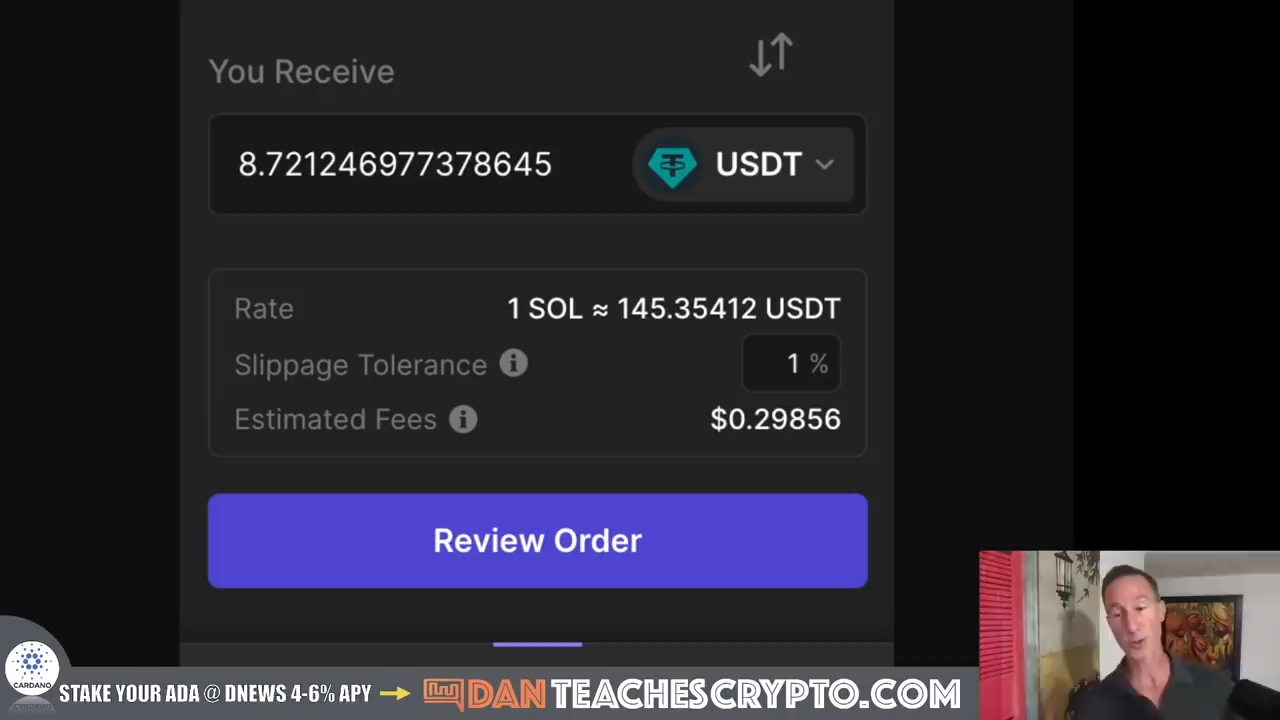 You Receive
8.721246977378645
USDT
Rate
1 SOL ≈ 145.35412 USDT
Slippage Tolerance
1 %
Estimated Fees
$0.29856
Review Order
CARDANO
STAKE YOUR ADA @ DNEWS 4-6% APY
DANTEACHESCRYPTO.COM